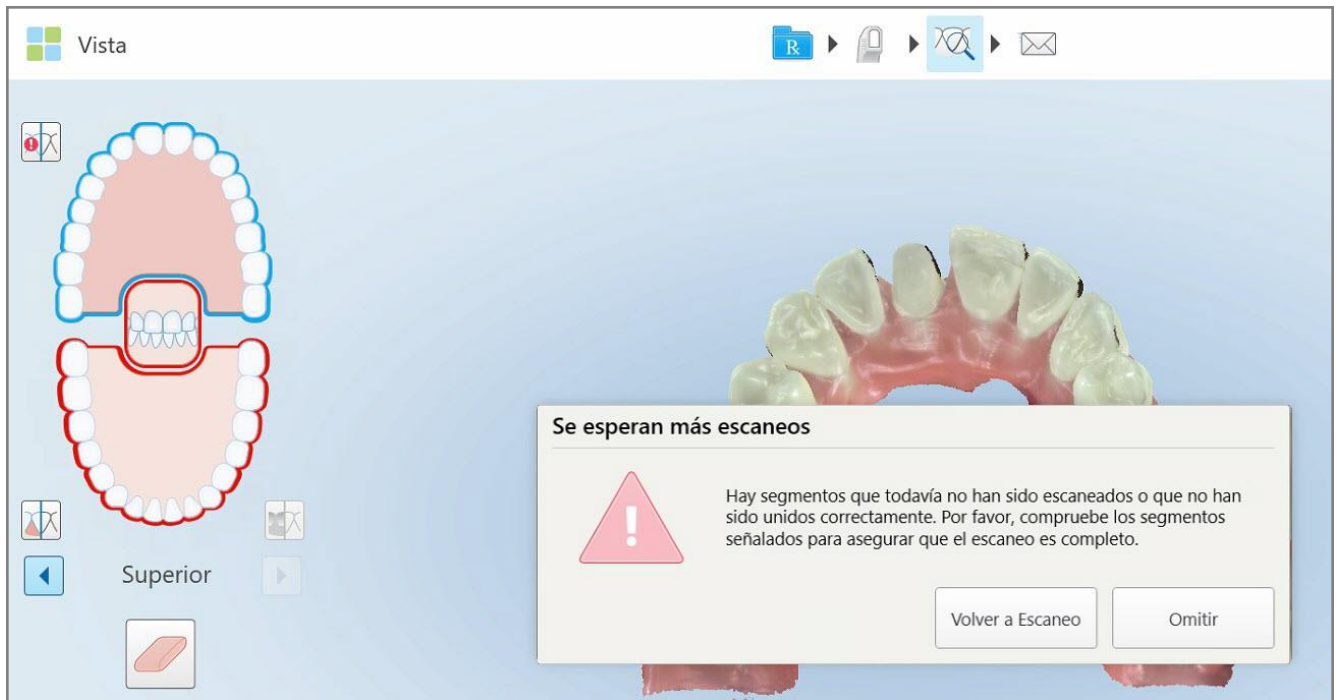 Vista
R
Se esperan más escaneos
Hay segmentos que todavía no han sido escaneados o que no han
sido unidos correctamente. Por favor, compruebe los segmentos
señalados para asegurar que el escaneo es completo.
Volver a Escaneo Omitir
Superior